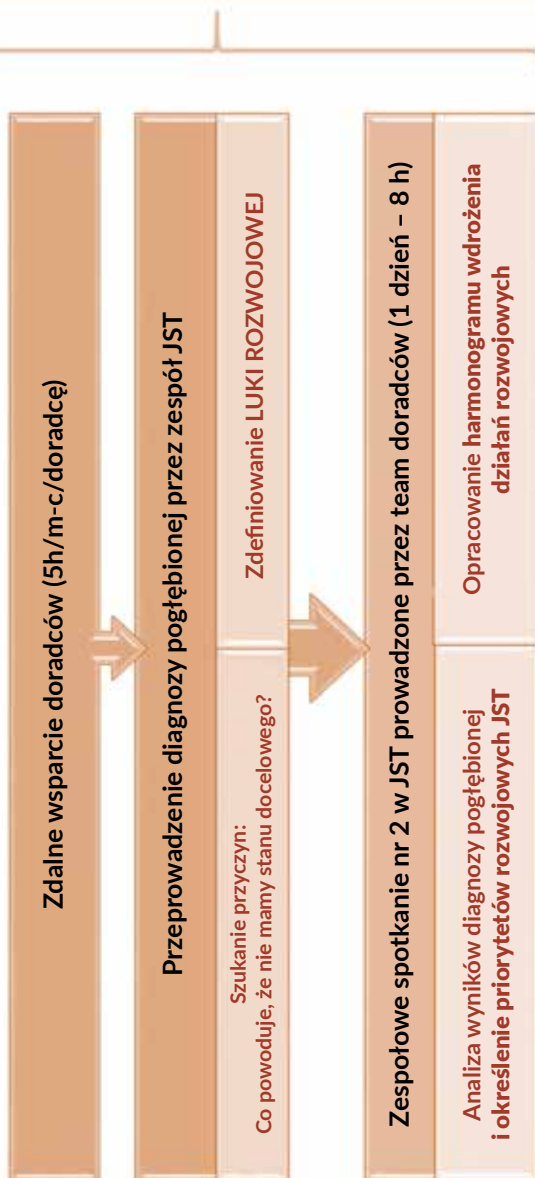 Zdalne wsparcie doradców (5h/m-c/doradcę)
Przeprowadzenie diagnozy pogłębionej przez zespół JST
Szukanie przyczyn:
Co powoduje, że nie mamy stanu docelowego?
Zdefiniowanie LUKI ROZWOJOWEJ
Zespołowe spotkanie nr 2 w JST prowadzone przez team doradców (1 dzień – 8 h)
Analiza wyników diagnozy pogłębionej
i określenie priorytetów rozwojowych JST
Opracowanie harmonogramu wdrożenia
działań rozwojowych